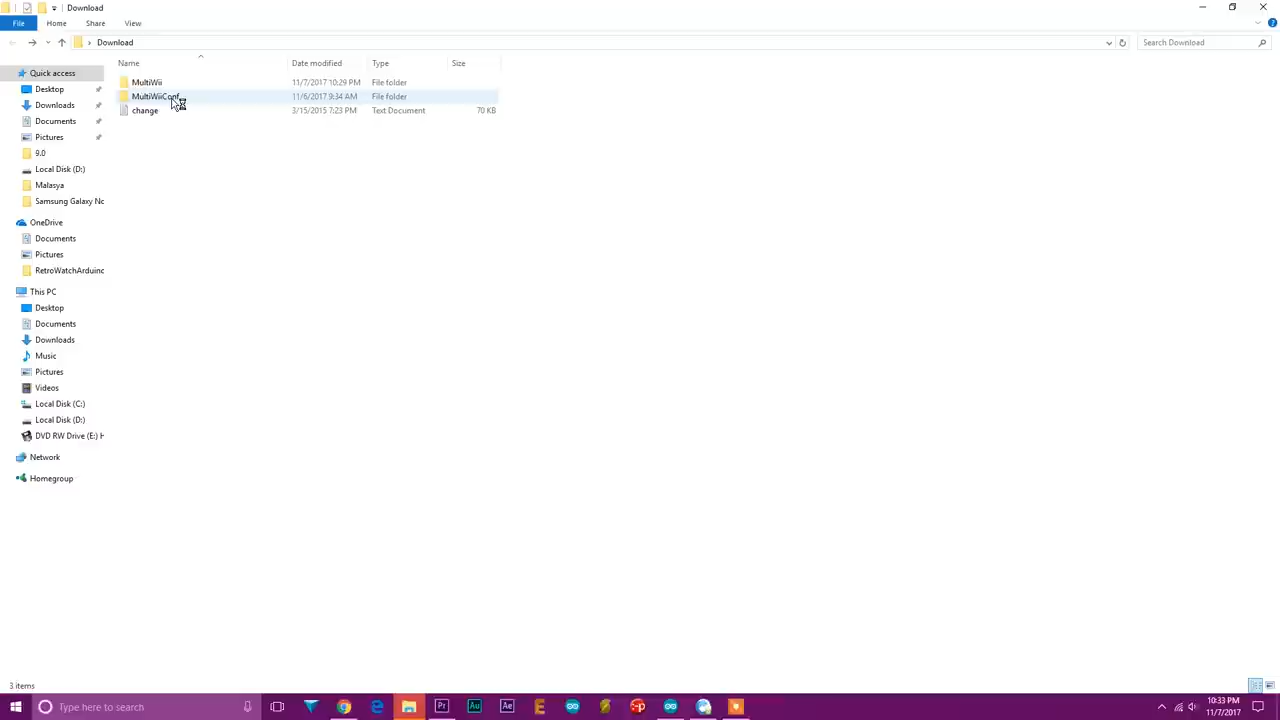 Download
File Home Share View
Download
Search Download
Name Date modified Type Size
MultiWii 11/7/2017 10:29 PM File folder
MultiWiiConf 11/6/2017 9:34 AM File folder
change 3/15/2015 7:23 PM Text Document 70 KB
Quick access
Desktop
Downloads
Documents
Pictures
9.0
Local Disk (D:)
Malasya
Samsung Galaxy Nc
OneDrive
Documents
Pictures
RetroWatchArduinc
This PC
Desktop
Documents
Downloads
Music
Pictures
Videos
Local Disk (C:)
Local Disk (D:)
DVD RW Drive (E:) H
Network
Homegroup
3 items
Type here to search
Pr Au Ae
10:33 PM
11/7/2017